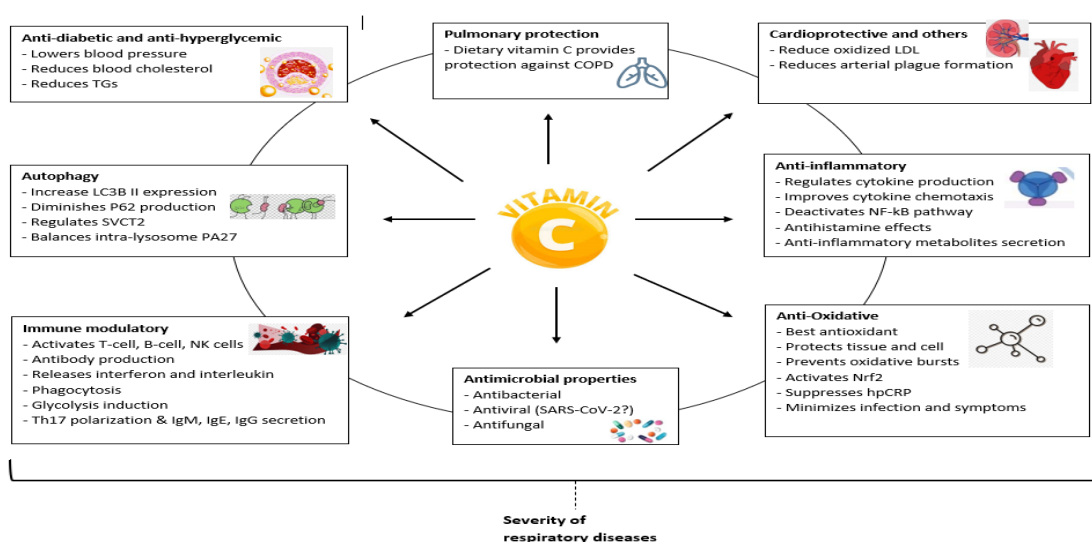 Anti-diabetic and anti-hyperglycemic
- Lowers blood pressure
- Reduces blood cholesterol
- Reduces TGs
Pulmonary protection
- Dietary vitamin C provides
protection against COPD
Cardioprotective and others
- Reduce oxidized LDL
- Reduces arterial plague formation
Autophagy
- Increase LC3B II expression
- Diminishes P62 production
- Regulates SVCT2
- Balances intra-lysosome PA27
VITAMIN
C
Anti-inflammatory
- Regulates cytokine production
- Improves cytokine chemotaxis
- Deactivates NF-kB pathway
- Antihistamine effects
- Anti-inflammatory metabolites secretion
Immune modulatory
- Activates T-cell, B-cell, NK cells
- Antibody production
- Releases interferon and interleukin
- Phagocytosis
- Glycolysis induction
- Th17 polarization & IgM, IgE, IgG secretion
Antimicrobial properties
- Antibacterial
- Antiviral (SARS-CoV-2?)
- Antifungal
Anti-Oxidative
- Best antioxidant
- Protects tissue and cell
- Prevents oxidative bursts
- Activates Nrf2
- Suppresses hpCRP
- Minimizes infection and symptoms
Severity of
respiratory diseases